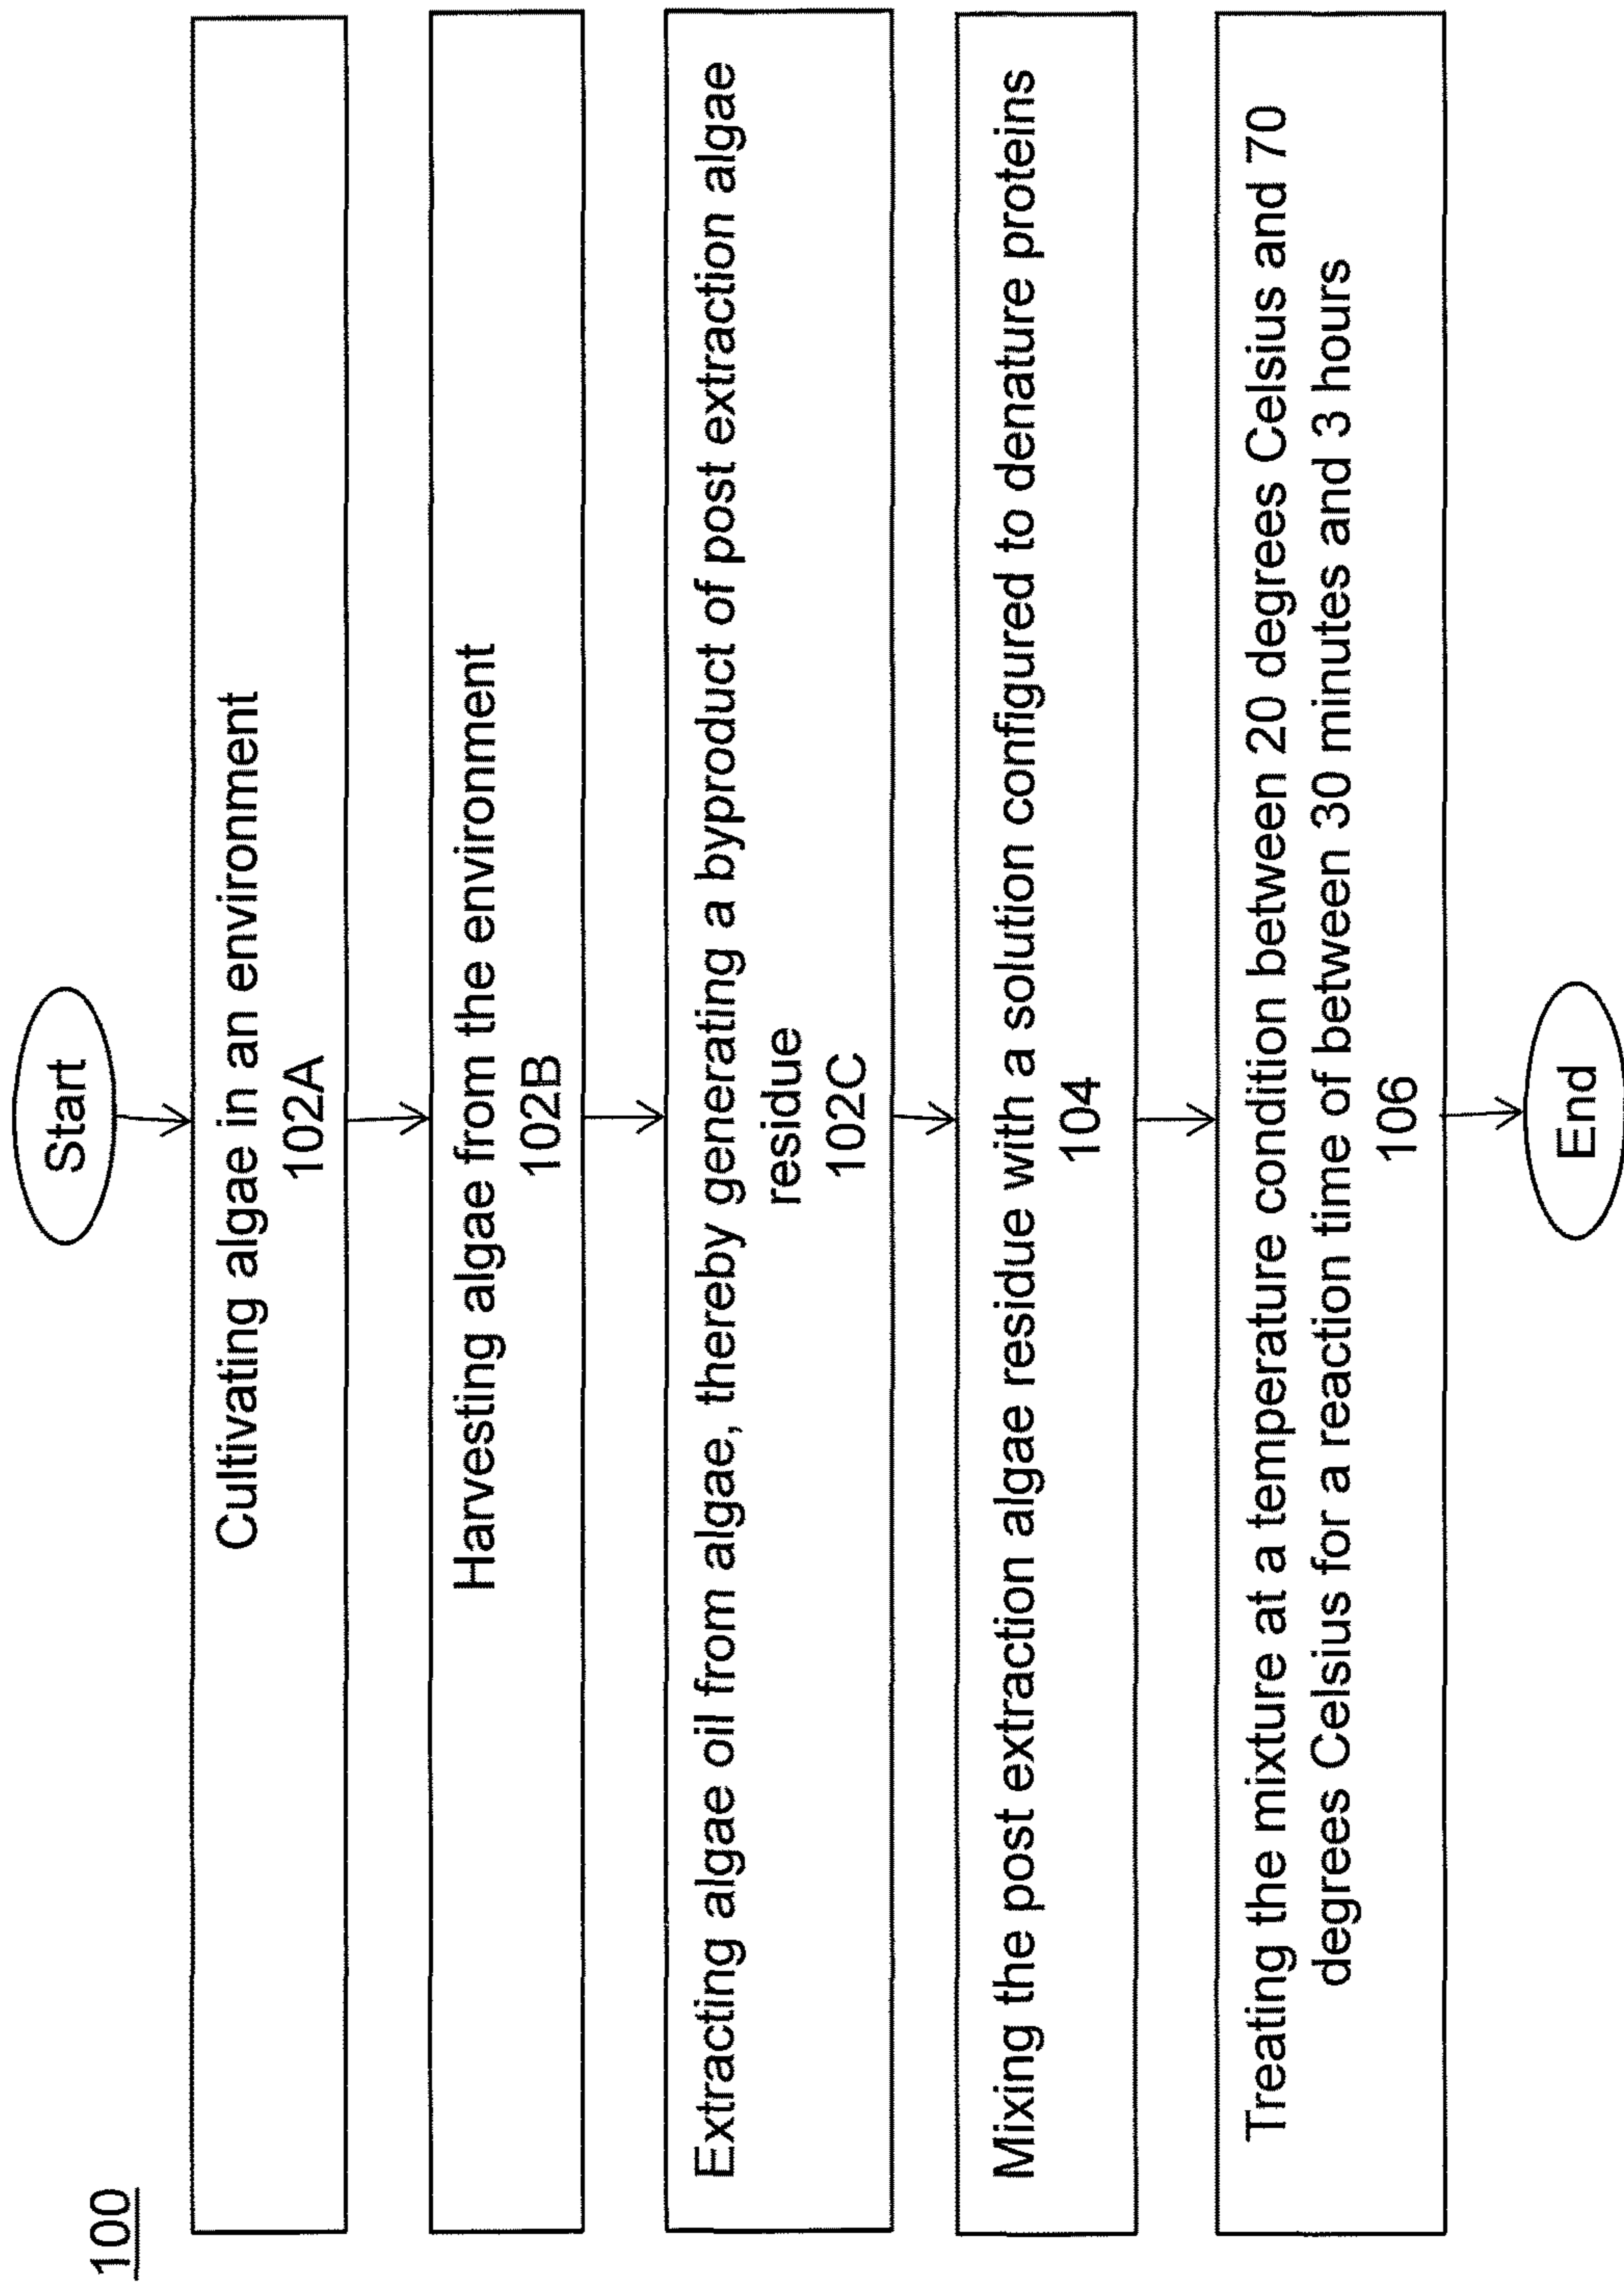 100
Start
Cultivating algae in an environment
102A
Harvesting algae from the environment
102B
Extracting algae oil from algae, thereby generating a byproduct of post extraction algae
residue
102C
Mixing the post extraction algae residue with a solution configured to denature proteins
104
Treating the mixture at a temperature condition between 20 degrees Celsius and 70
degrees Celsius for a reaction time of between 30 minutes and 3 hours
106
End